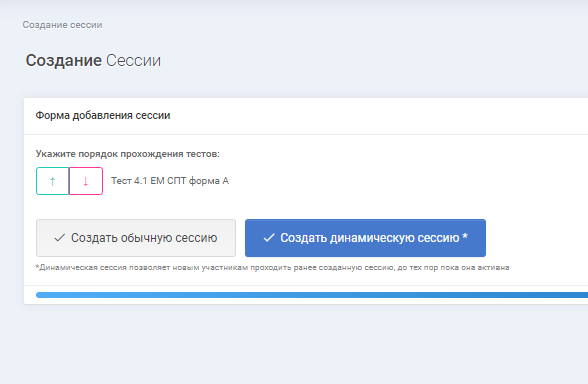 Создание сессии
Создание Сессии
Форма добавления сессии
Укажите порядок прохождения тестов:
↑ ↓ Тест 4.1 ЕМ СПТ форма А
Создать обычную сессию Создать динамическую сессию *
*Динамическая сессия позволяет новым участникам проходить ранее созданную сессию, до тех пор пока она активна